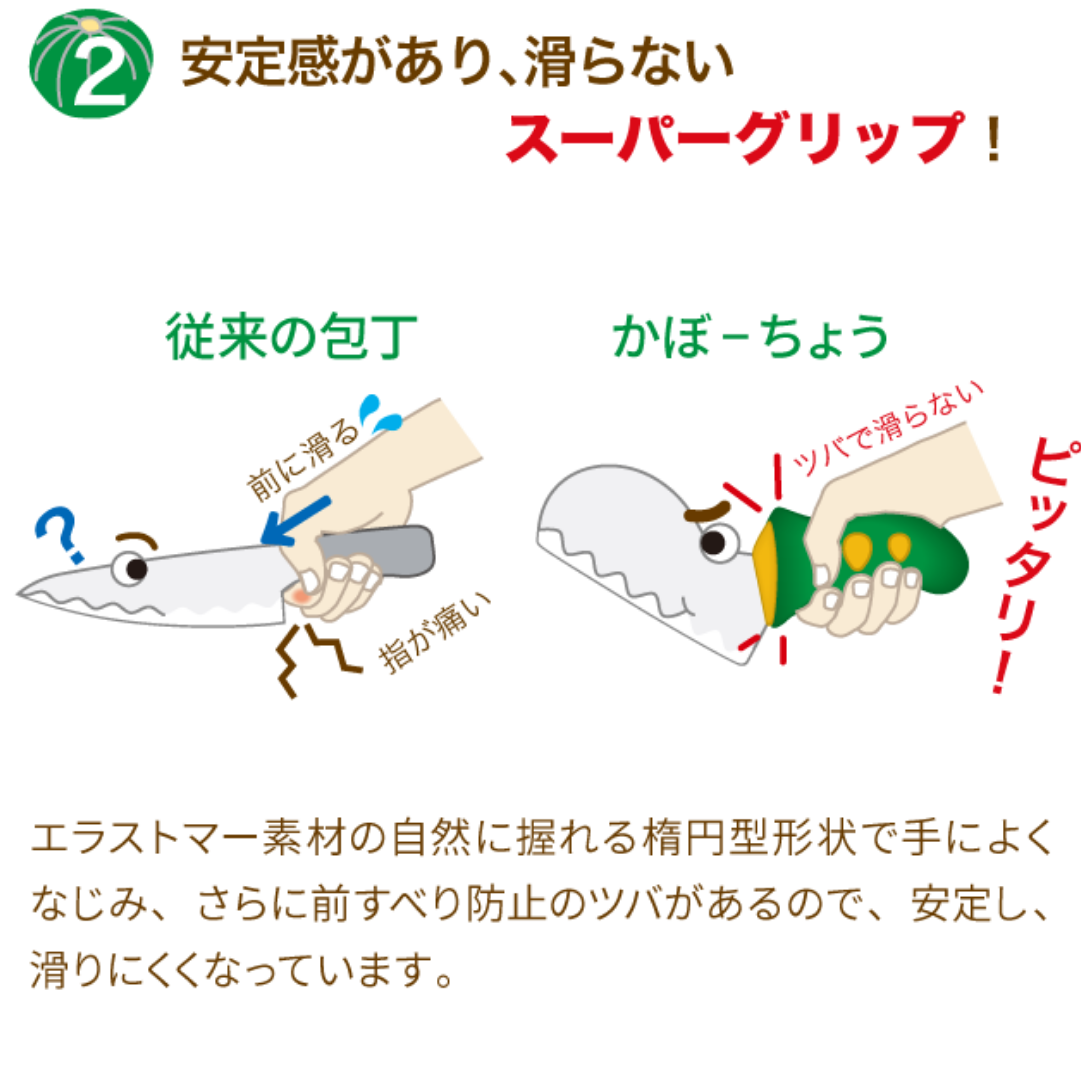 2
安定感があり、滑らない
スーパーグリップ！
従来の包丁
かぼ－ちょう
前に滑る
?
指が痛い
ツバで滑らない
ピッタリ！
エラストマー素材の自然に握れる楕円型形状で手によく
なじみ、さらに前すべり防止のツバがあるので、安定し、
滑りにくくなっています。